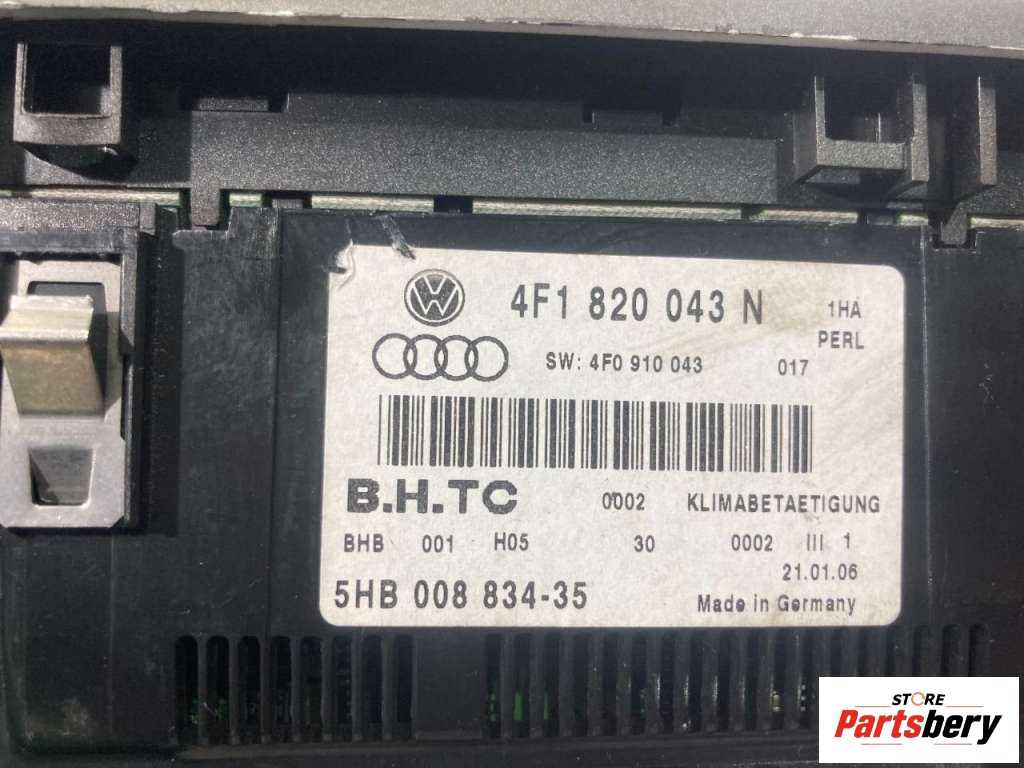 4F1 820 043 N 1HA
PERL
SW: 4F0 910 043 017
B.H.TC 0002 KLIMABETAETIGUNG
BHB 001 H05 30 0002 III 1
21.01.06
5HB 008 834-35 Made in Germany
STORE
Partsbery